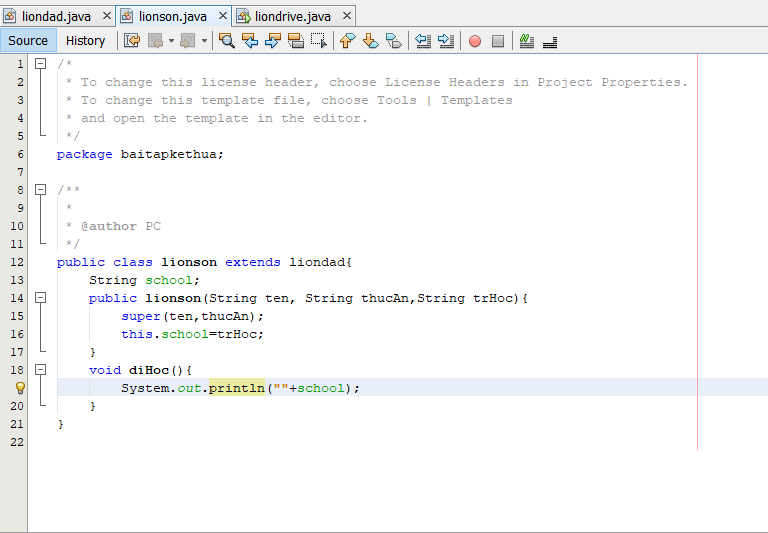 liondad.java × lionson.java × liondrive.java ×
Source History
1 /*
2 * To change this license header, choose License Headers in Project Properties.
3 * To change this template file, choose Tools | Templates
4 * and open the template in the editor.
5 */
6 package baitapkethua;
7
8 /**
9 *
10 * @author PC
11 */
12 public class lionson extends liondad{
13 String school;
14 public lionson(String ten, String thucAn,String trHoc){
15 super(ten,thucAn);
16 this.school=trHoc;
17 }
18 void diHoc(){
System.out.println(""+school);
20 }
21 }
22